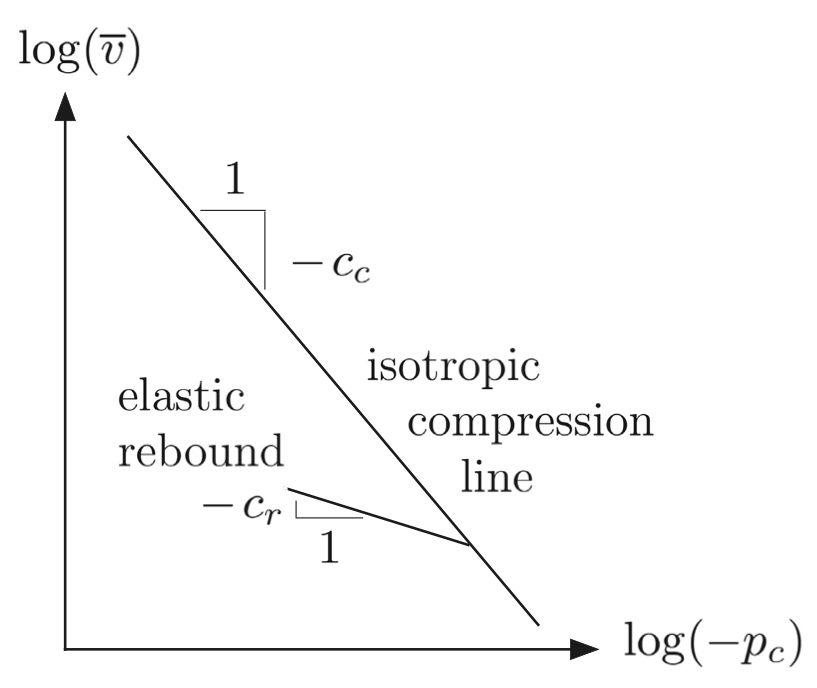 log(v̅)
1
−c_c
isotropic
compression
line
elastic
rebound
−c_r
1
log(−p_c)